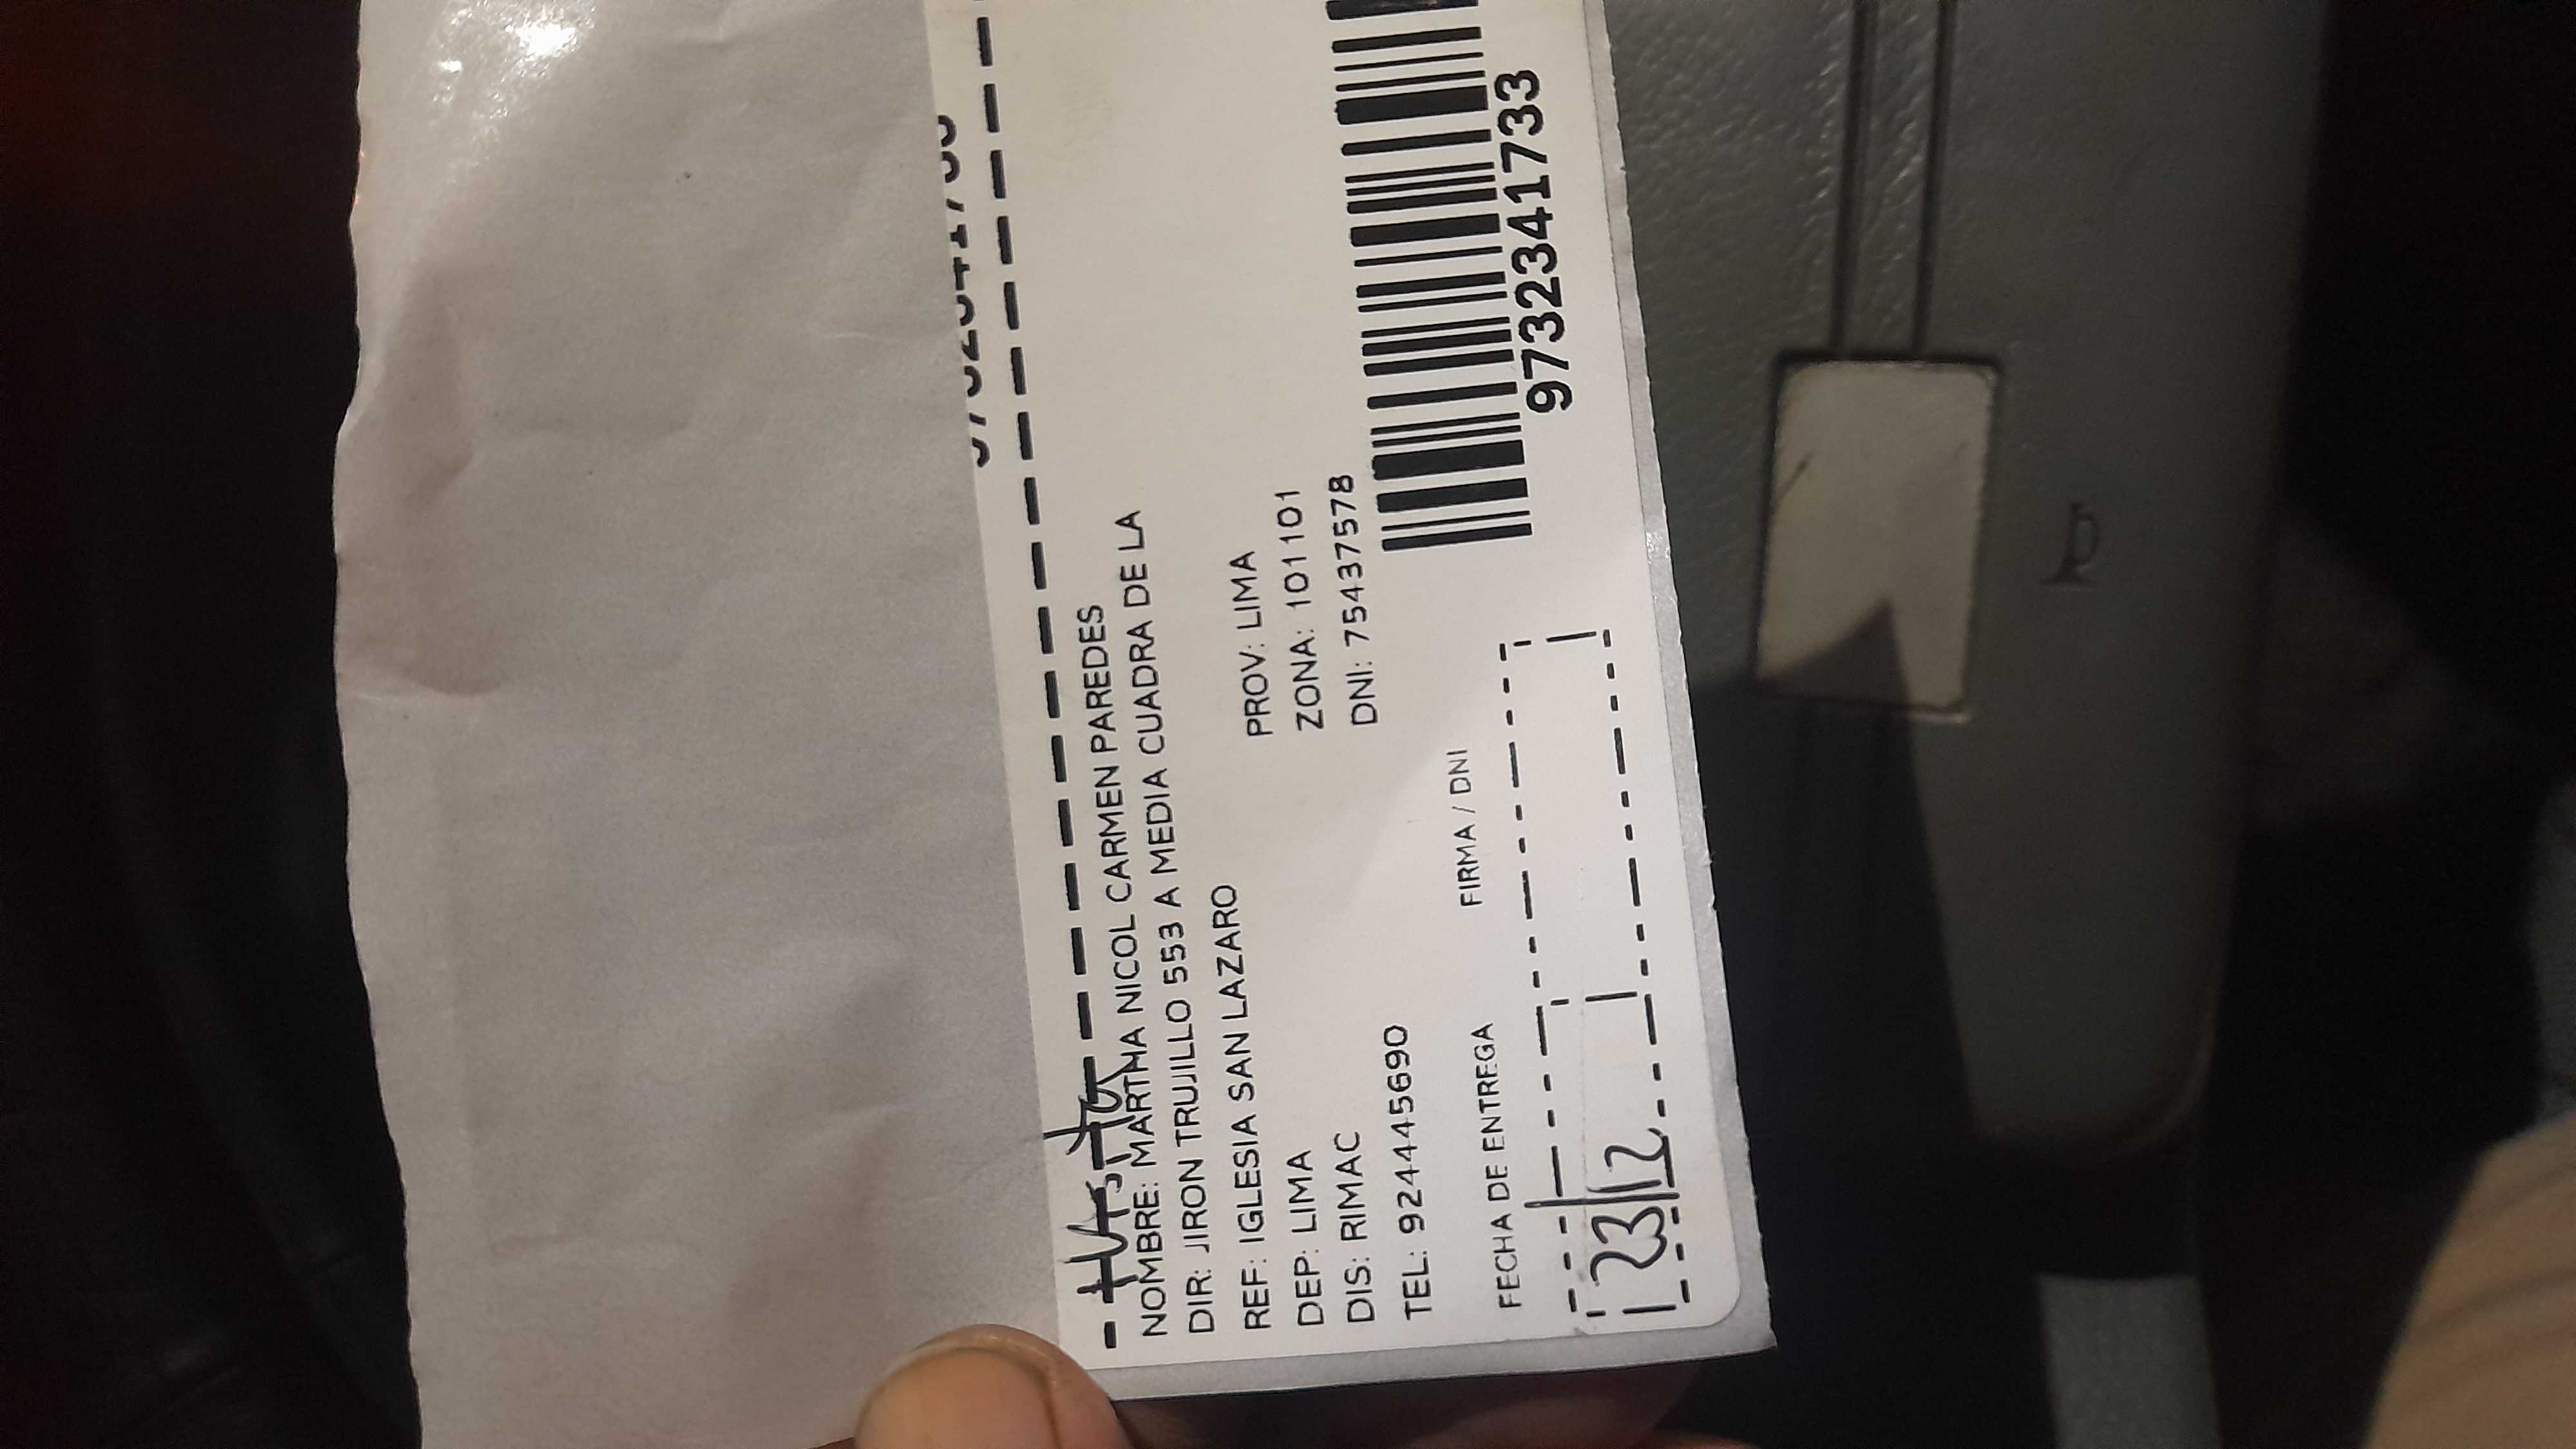 NOMBRE: MARTHA NICOL CARMEN PAREDES
DIR: JIRON TRUJILLO 553 A MEDIA CUADRA DE LA
REF: IGLESIA SAN LAZARO
DEP: LIMA PROV: LIMA
DIS: RIMAC ZONA: 101101
TEL: 924445690 DNI: 75437578
9732341733
FECHA DE ENTREGA FIRMA / DNI
23/12